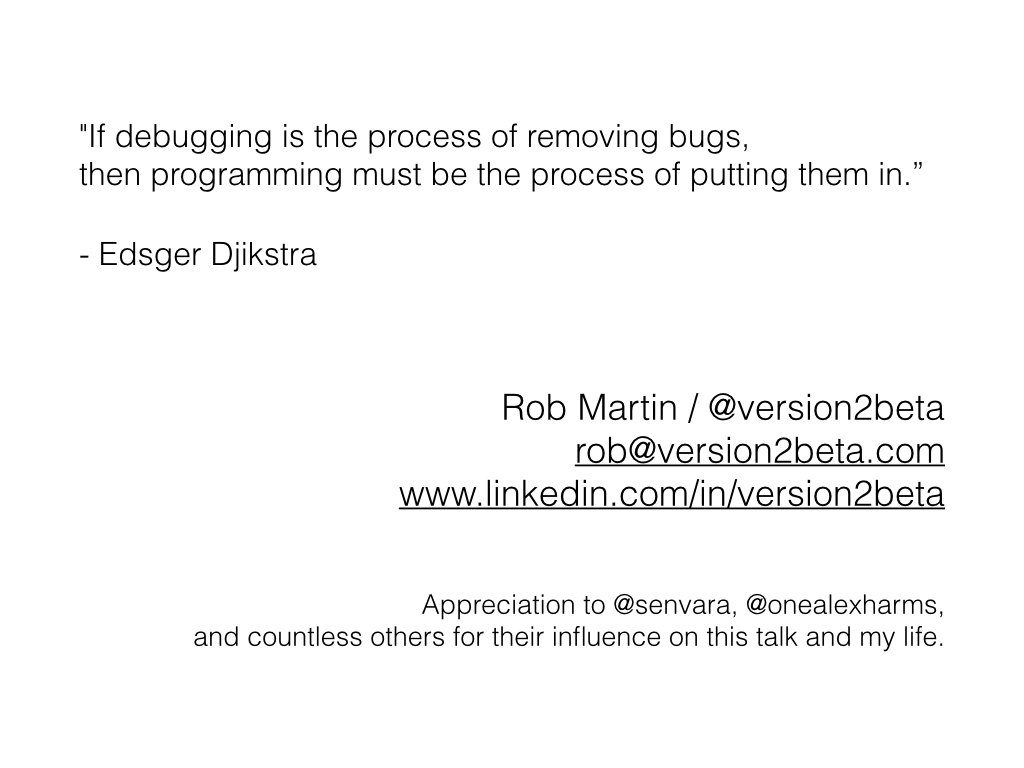 "If debugging is the process of removing bugs,
then programming must be the process of putting them in.”
- Edsger Djikstra
Rob Martin / @version2beta
rob@version2beta.com
www.linkedin.com/in/version2beta
Appreciation to @senvara, @onealexharms,
and countless others for their influence on this talk and my life.